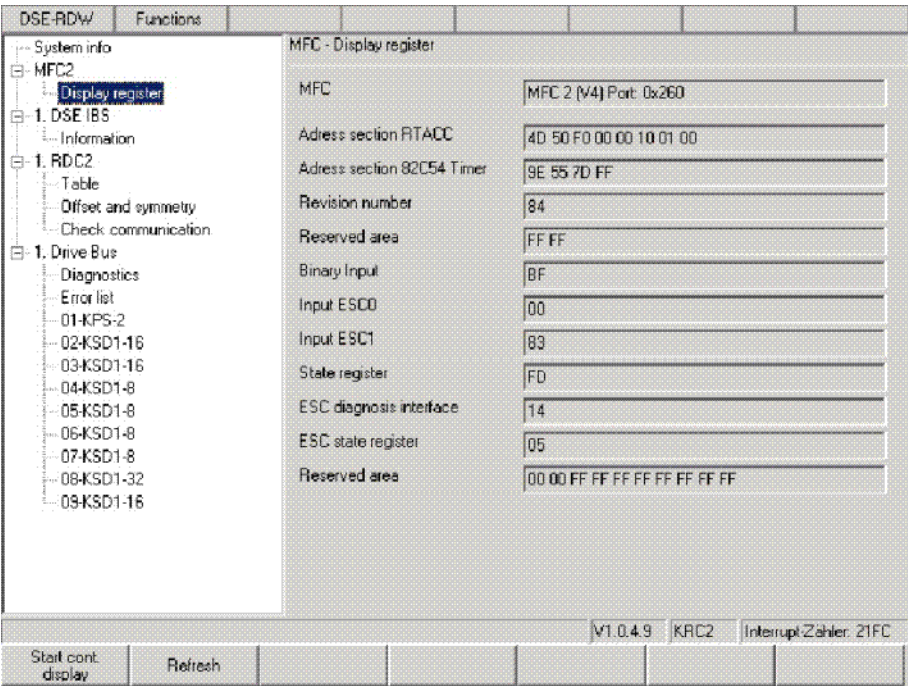 DSE-RDW Functions
System info
MFC2
Display register
1. DSE IBS
Information
1. RDC2
Table
Offset and symmetry
Check communication
1. Drive Bus
Diagnostics
Error list
01-KPS-2
02-KSD1-16
03-KSD1-16
04-KSD1-8
05-KSD1-8
06-KSD1-8
07-KSD1-8
08-KSD1-32
09-KSD1-16
MFC - Display register
MFC MFC 2 (V4) Port: 0x260
Adress section RTACC 4D 50 F0 00 00 10 01 00
Adress section 82C54 Timer 9E 55 7D FF
Revision number 84
Reserved area FF FF
Binary Input BF
Input ESC0 00
Input ESC1 83
State register FD
ESC diagnosis interface 14
ESC state register 05
Reserved area 00 00 FF FF FF FF FF FF FF FF
V1.0.4.9 KRC2 Interrupt-Zähler: 21FC
Start cont. display Refresh